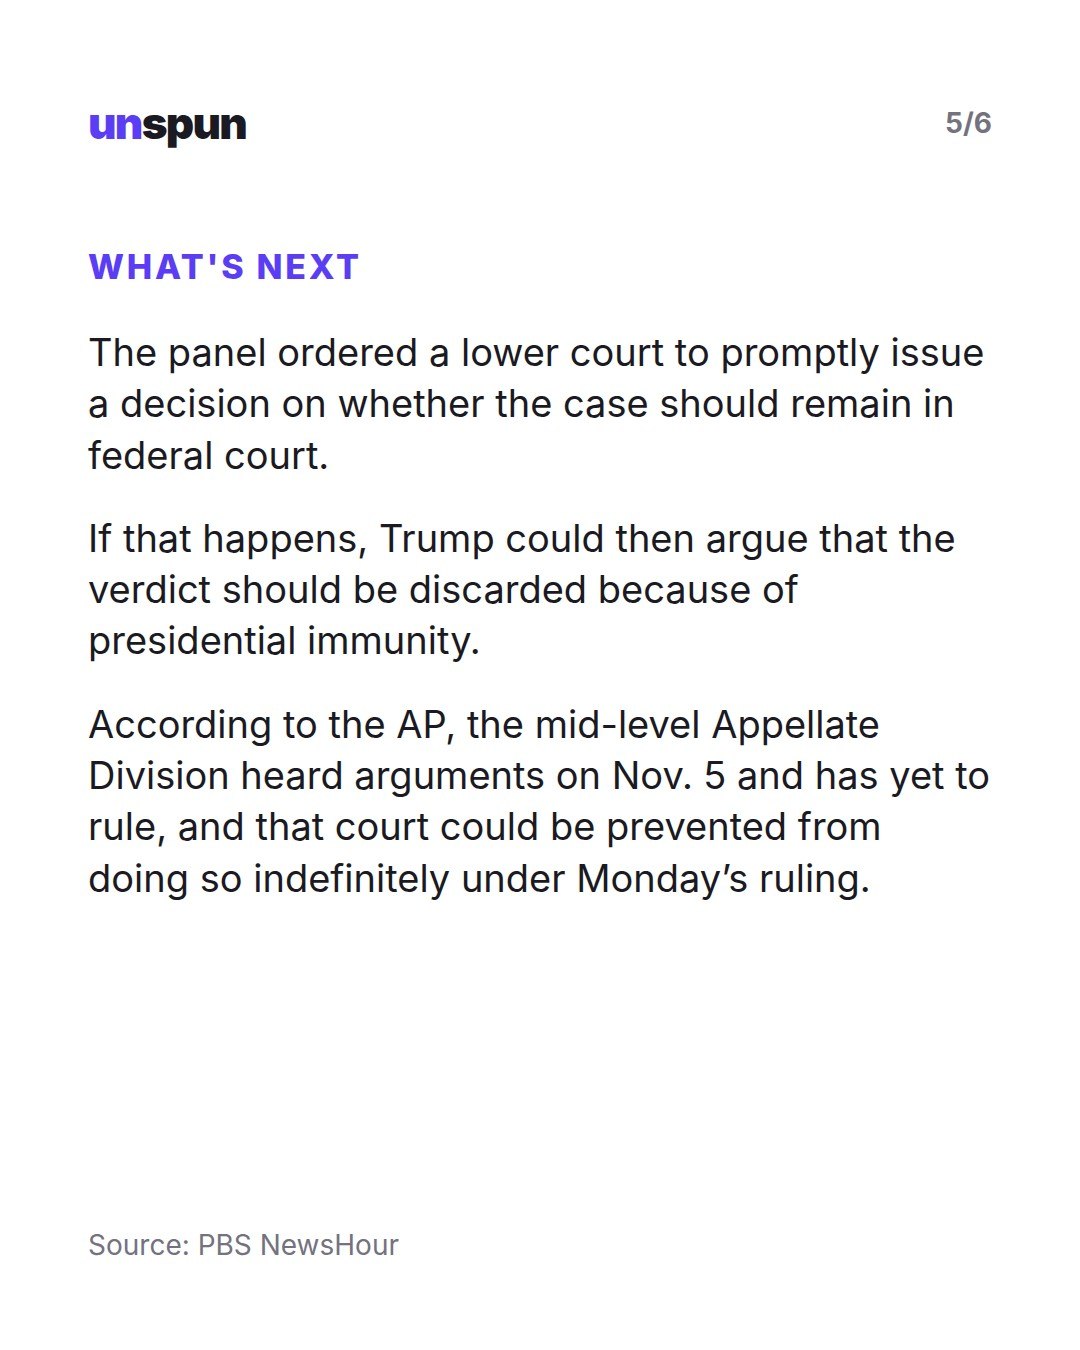 unspun
5/6
WHAT'S NEXT
The panel ordered a lower court to promptly issue
a decision on whether the case should remain in
federal court.
If that happens, Trump could then argue that the
verdict should be discarded because of
presidential immunity.
According to the AP, the mid-level Appellate
Division heard arguments on Nov. 5 and has yet to
rule, and that court could be prevented from
doing so indefinitely under Monday’s ruling.
Source: PBS NewsHour